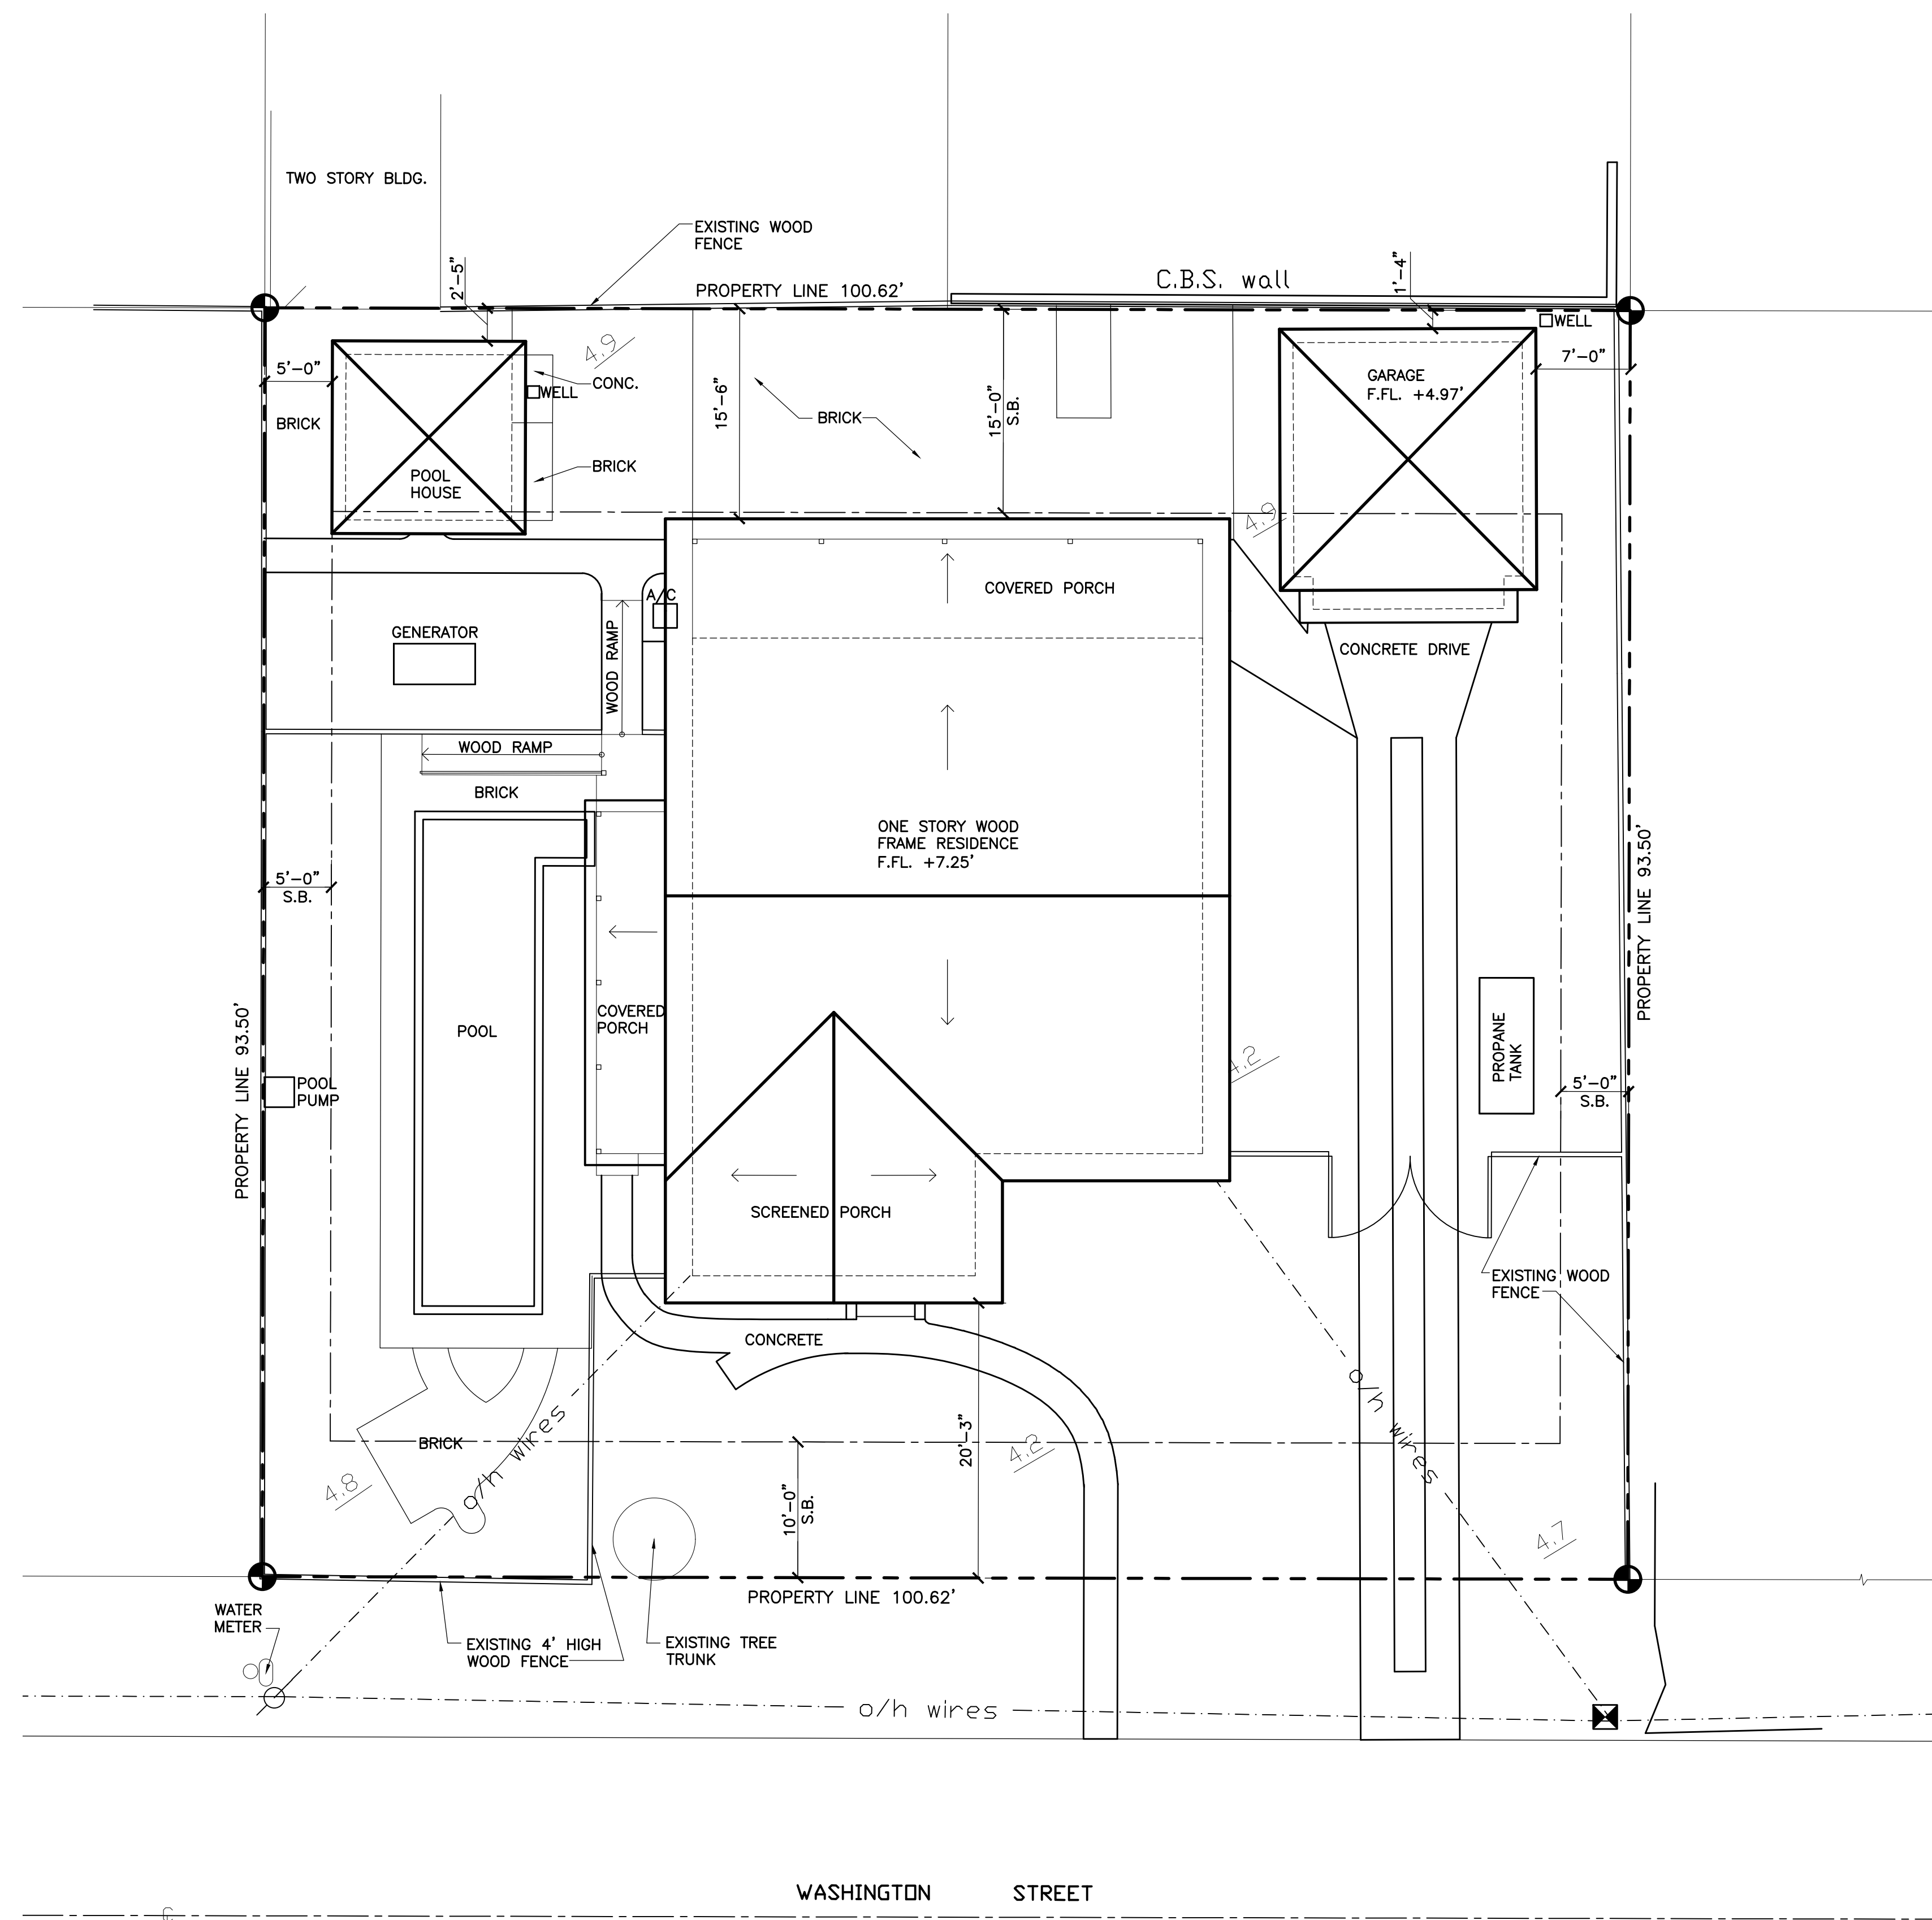 TWO STORY BLDG.
EXISTING WOOD
FENCE
2'-5"
PROPERTY LINE 100.62'
C.B.S. wall
1'-4"
WELL
5'-0"
4.9
CONC.
WELL
BRICK
15'-6"
BRICK
15'-0"
S.B.
GARAGE
F.FL. +4.97'
7'-0"
POOL
HOUSE
BRICK
4.9
A/C
COVERED PORCH
GENERATOR
WOOD RAMP
CONCRETE DRIVE
WOOD RAMP
BRICK
ONE STORY WOOD
FRAME RESIDENCE
F.FL. +7.25'
5'-0"
S.B.
PROPERTY LINE 93.50'
PROPERTY LINE 93.50'
POOL
COVERED
PORCH
PROPANE
TANK
4.2
POOL
PUMP
5'-0"
S.B.
SCREENED PORCH
EXISTING WOOD
FENCE
CONCRETE
o/h wires
BRICK
o/h wires
20'-3"
4.2
4.8
10'-0"
S.B.
4.7
PROPERTY LINE 100.62'
WATER
METER
EXISTING 4' HIGH
WOOD FENCE
EXISTING TREE
TRUNK
o/h wires
WASHINGTON STREET